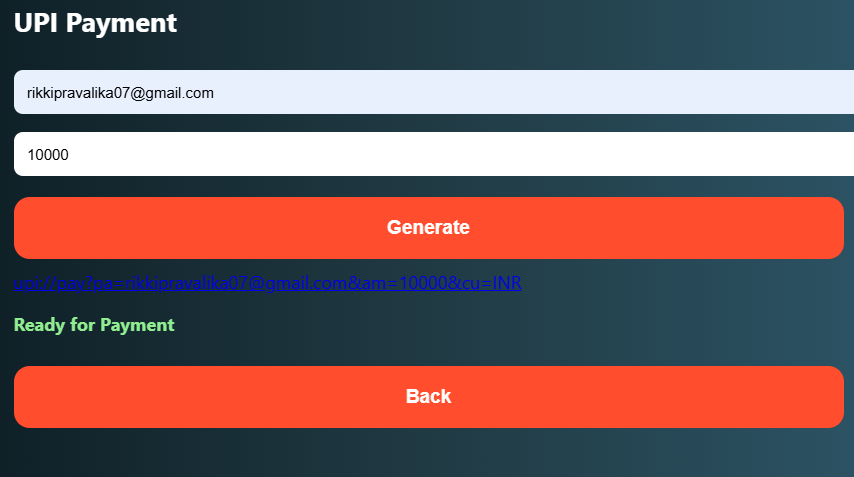 UPI Payment
rikkipravalika07@gmail.com
10000
Generate
upi://pay?pa=rikkipravalika07@gmail.com&am=10000&cu=INR
Ready for Payment
Back